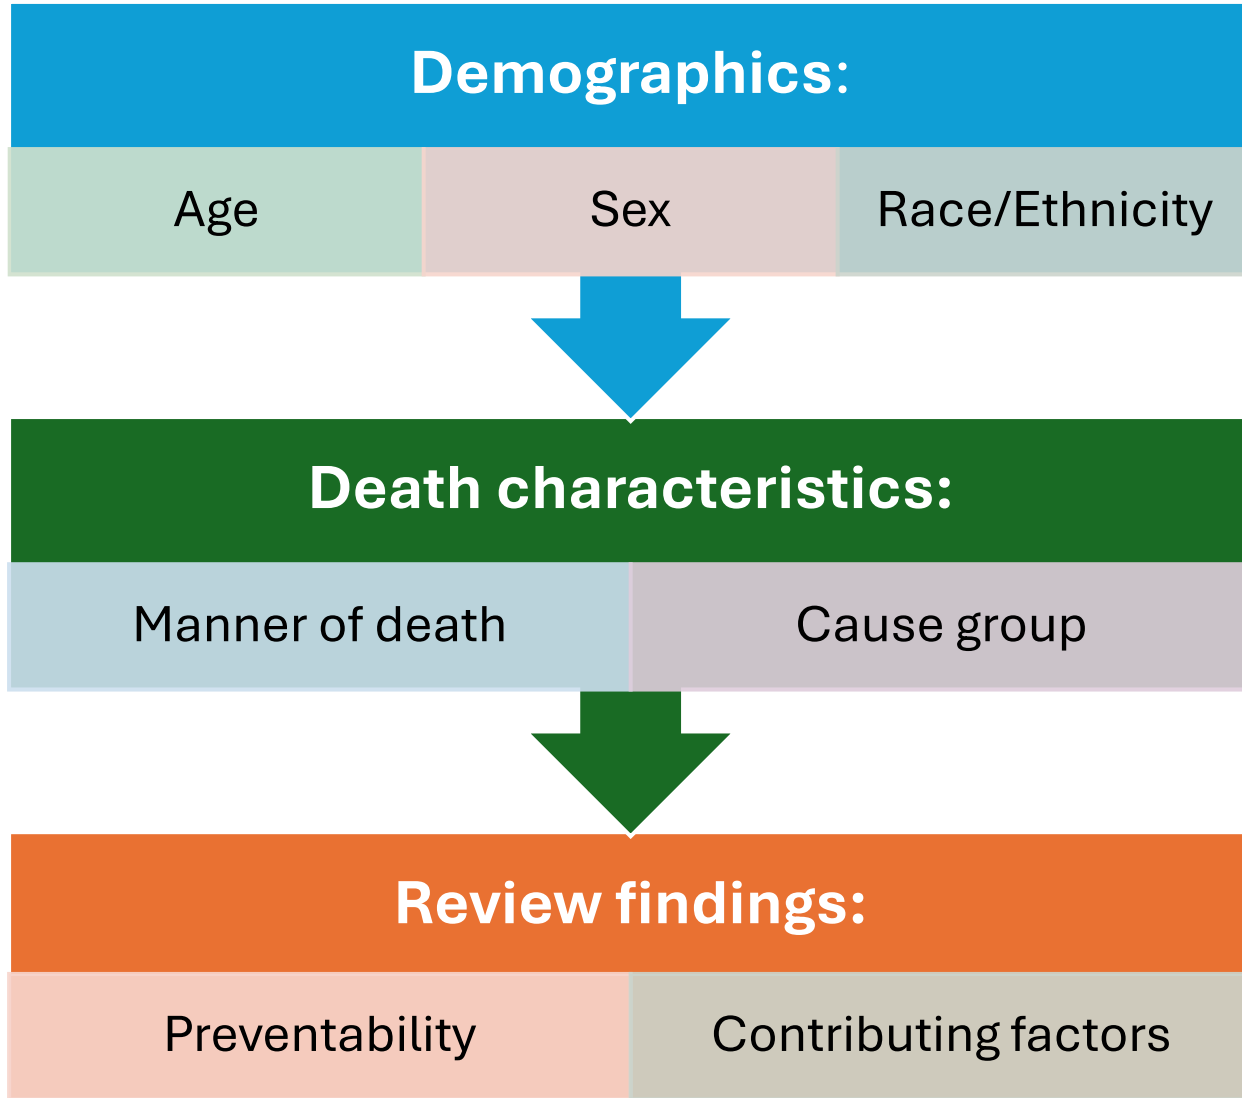 Demographics:
Age
Sex
Race/Ethnicity
Death characteristics:
Manner of death
Cause group
Review findings:
Preventability
Contributing factors